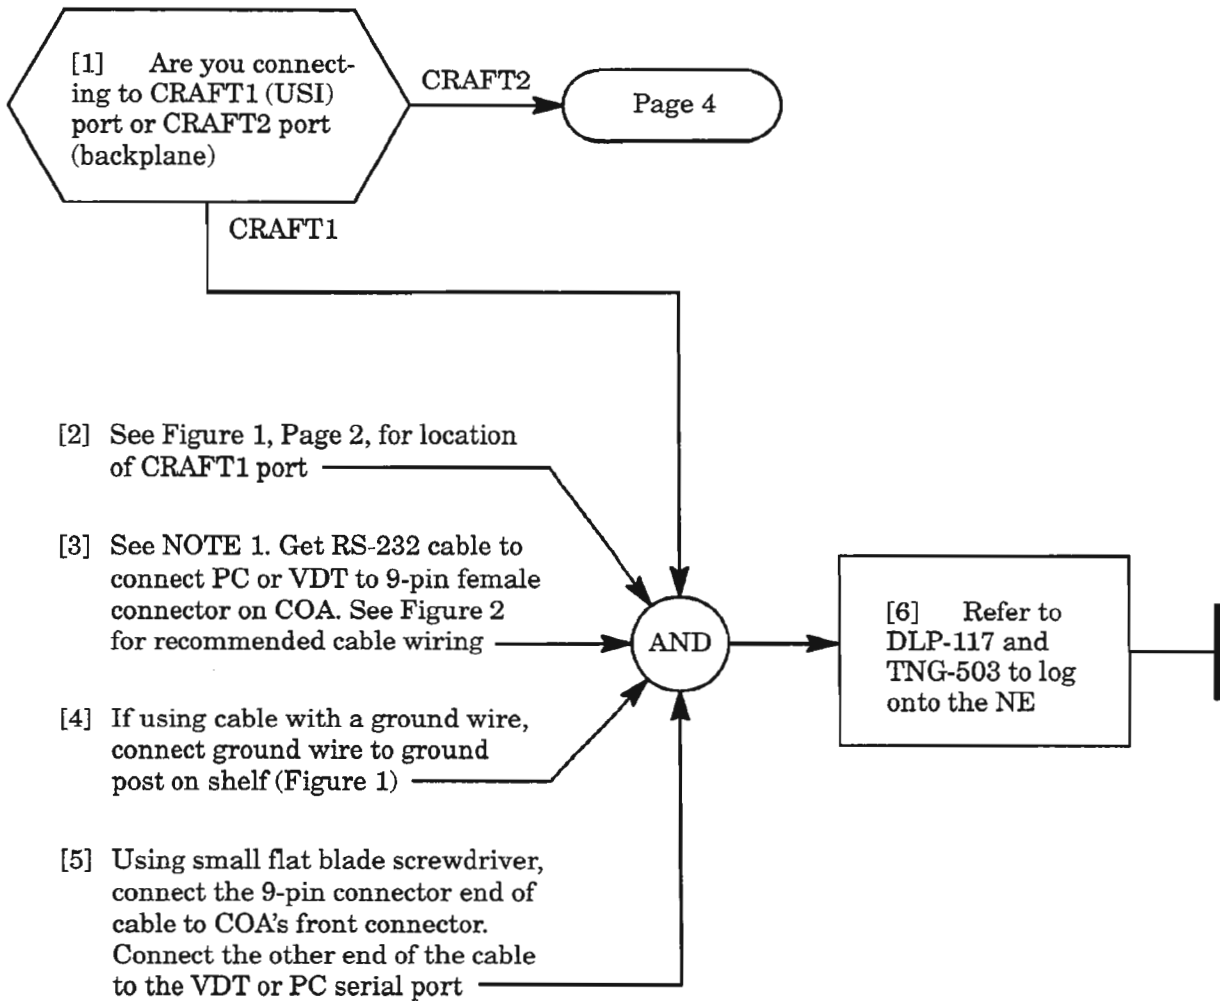 [1] Are you connect-
ing to CRAFT1 (USI)
port or CRAFT2 port
(backplane)
CRAFT2
Page 4
CRAFT1
[2] See Figure 1, Page 2, for location
of CRAFT1 port
[3] See NOTE 1. Get RS-232 cable to
connect PC or VDT to 9-pin female
connector on COA. See Figure 2
for recommended cable wiring
AND
[6] Refer to
DLP-117 and
TNG-503 to log
onto the NE
[4] If using cable with a ground wire,
connect ground wire to ground
post on shelf (Figure 1)
[5] Using small flat blade screwdriver,
connect the 9-pin connector end of
cable to COA's front connector.
Connect the other end of the cable
to the VDT or PC serial port